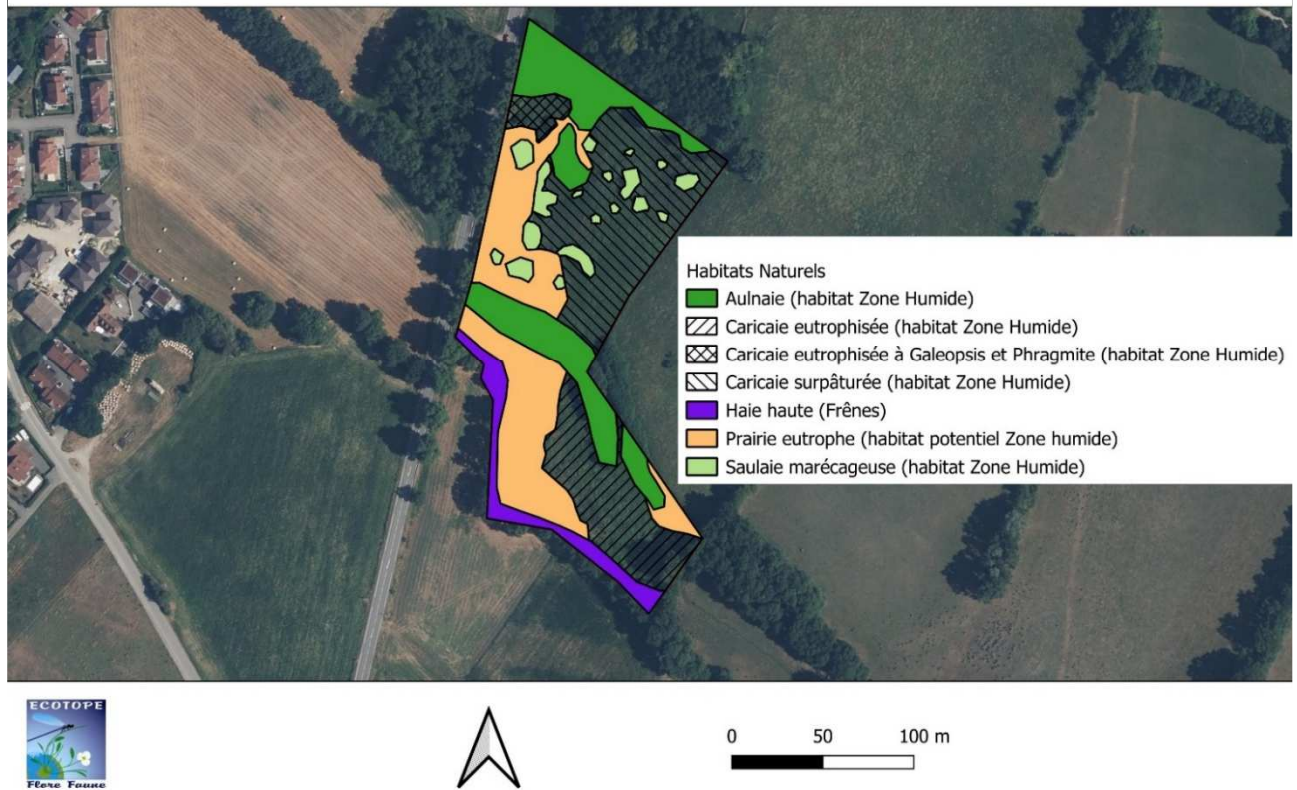 Habitats Naturels
Aulnaie (habitat Zone Humide)
Caricaie eutrophisée (habitat Zone Humide)
Caricaie eutrophisée à Galeopsis et Phragmite (habitat Zone Humide)
Caricaie surpâturée (habitat Zone Humide)
Haie haute (Frênes)
Prairie eutrophe (habitat potentiel Zone humide)
Saulaie marécageuse (habitat Zone Humide)
ECOTOPE
Flore Faune
0 50 100 m